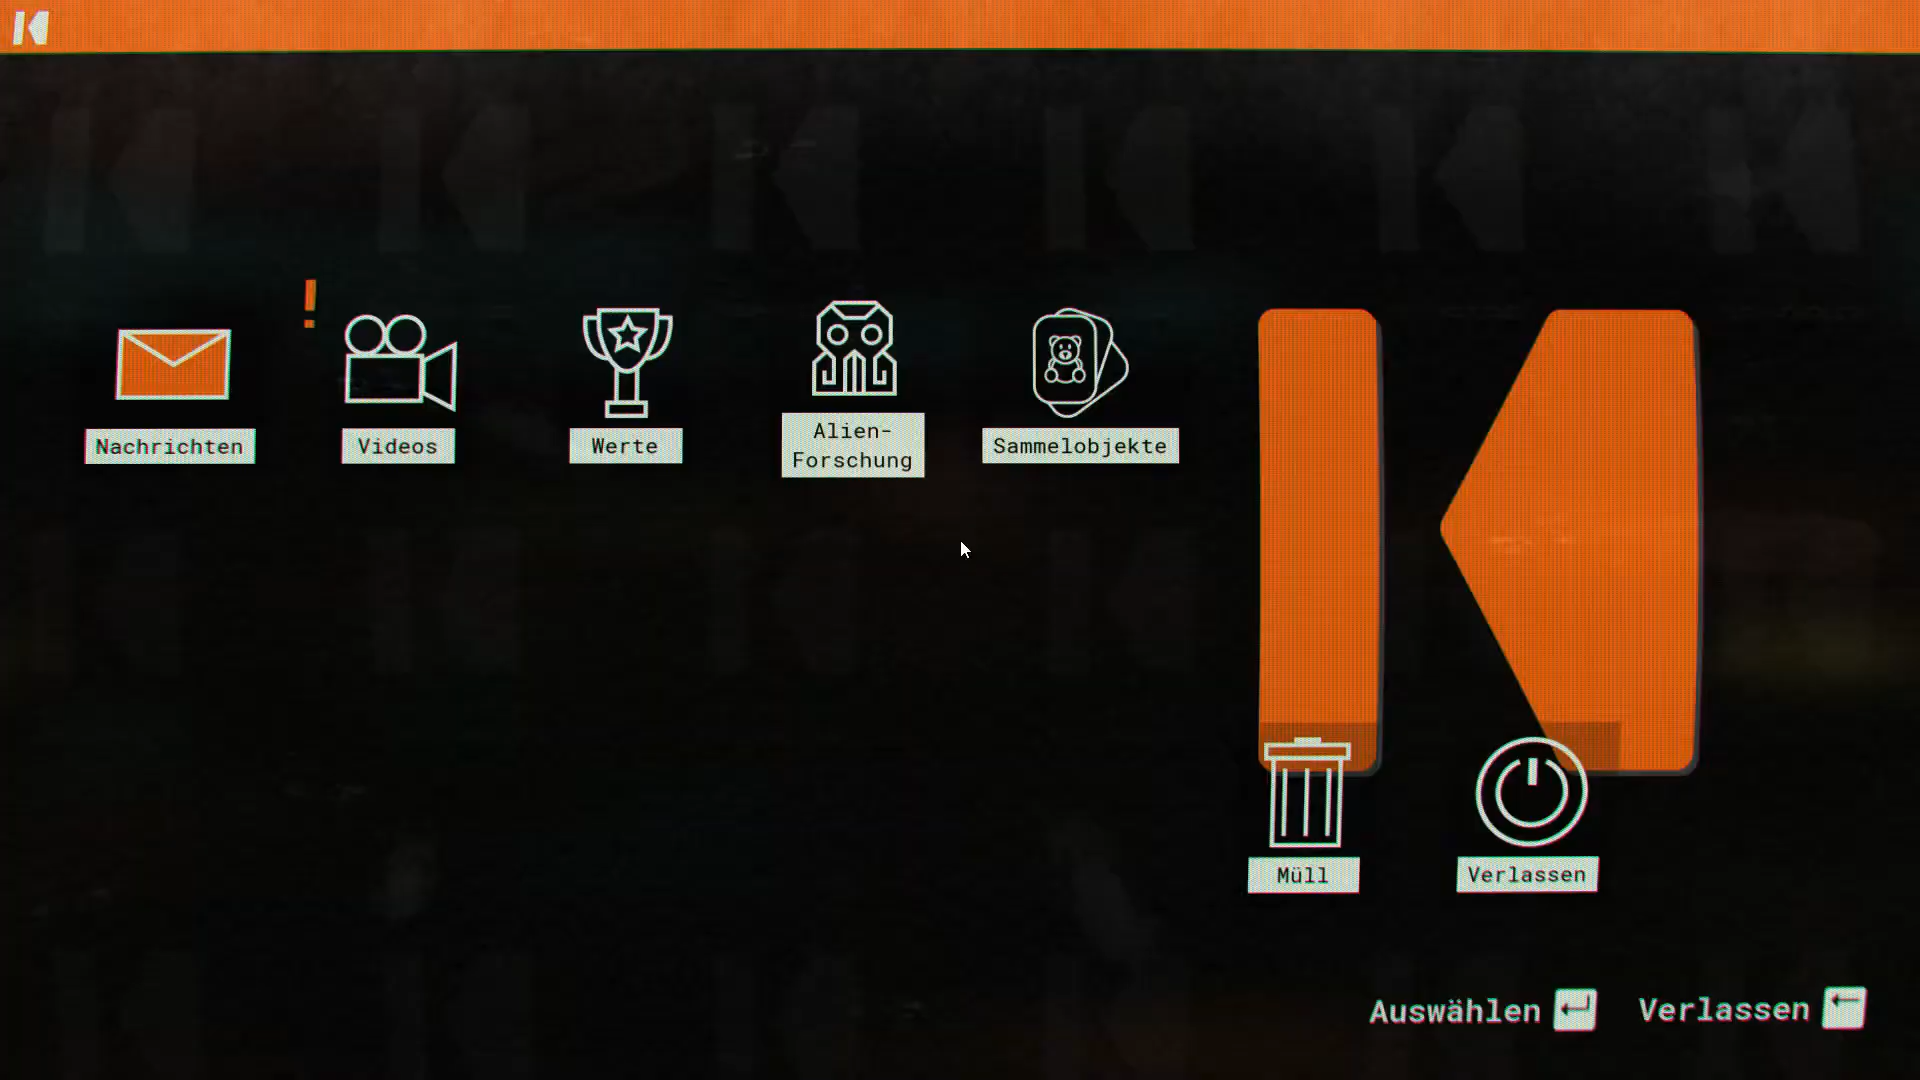 !
Nachrichten
Videos
Werte
Alien-
Forschung
Sammelobjekte
Müll
Verlassen
Auswählen
Verlassen